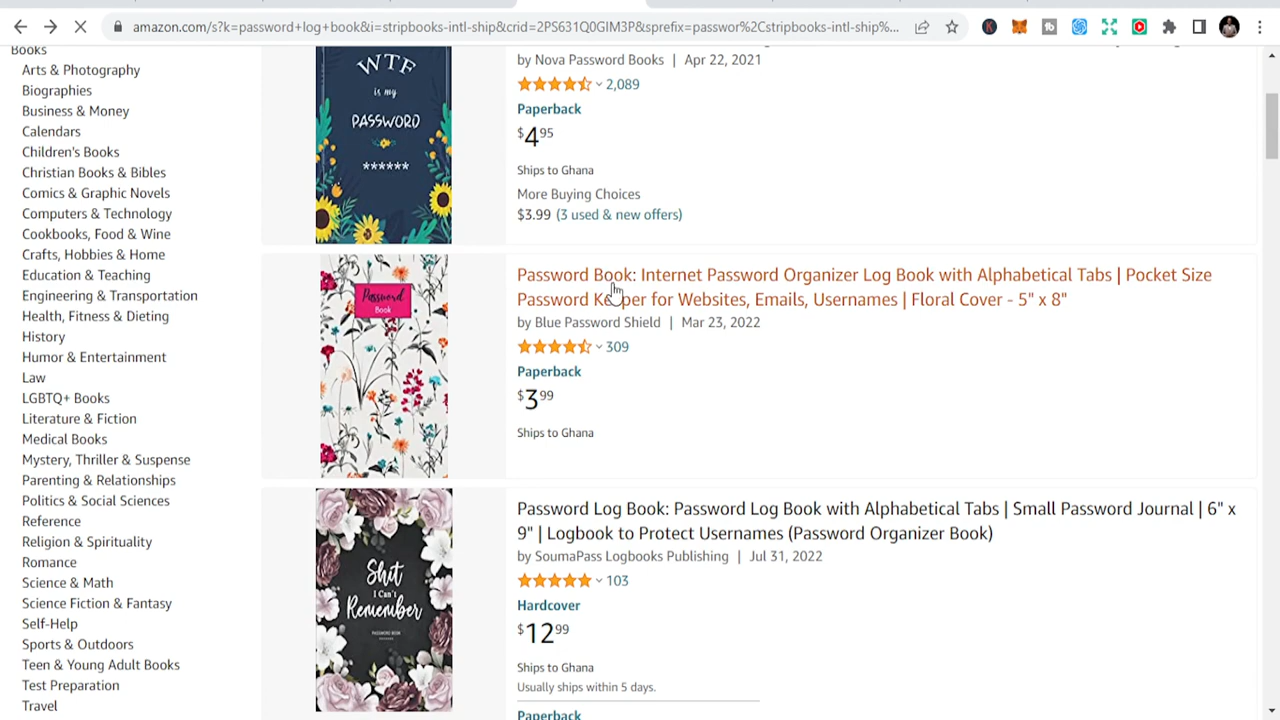 amazon.com/s?k=password+log+book&i=stripbooks-intl-ship&crid=2PS631Q0GIM3P&sprefix=passwor%2Cstripbooks-intl-ship%...
Books
Arts & Photography
Biographies
Business & Money
Calendars
Children's Books
Christian Books & Bibles
Comics & Graphic Novels
Computers & Technology
Cookbooks, Food & Wine
Crafts, Hobbies & Home
Education & Teaching
Engineering & Transportation
Health, Fitness & Dieting
History
Humor & Entertainment
Law
LGBTQ+ Books
Literature & Fiction
Medical Books
Mystery, Thriller & Suspense
Parenting & Relationships
Politics & Social Sciences
Reference
Religion & Spirituality
Romance
Science & Math
Science Fiction & Fantasy
Self-Help
Sports & Outdoors
Teen & Young Adult Books
Test Preparation
Travel
WTF
is my
PASSWORD
******
by Nova Password Books | Apr 22, 2021
2,089
Paperback
$4.95
Ships to Ghana
More Buying Choices
$3.99 (3 used & new offers)
Password
Book
Password Book: Internet Password Organizer Log Book with Alphabetical Tabs | Pocket Size
Password Keeper for Websites, Emails, Usernames | Floral Cover - 5" x 8"
by Blue Password Shield | Mar 23, 2022
309
Paperback
$3.99
Ships to Ghana
Shit
I Can't
Remember
PASSWORD BOOK
Password Log Book: Password Log Book with Alphabetical Tabs | Small Password Journal | 6" x
9" | Logbook to Protect Usernames (Password Organizer Book)
by SoumaPass Logbooks Publishing | Jul 31, 2022
103
Hardcover
$12.99
Ships to Ghana
Usually ships within 5 days.
Paperback